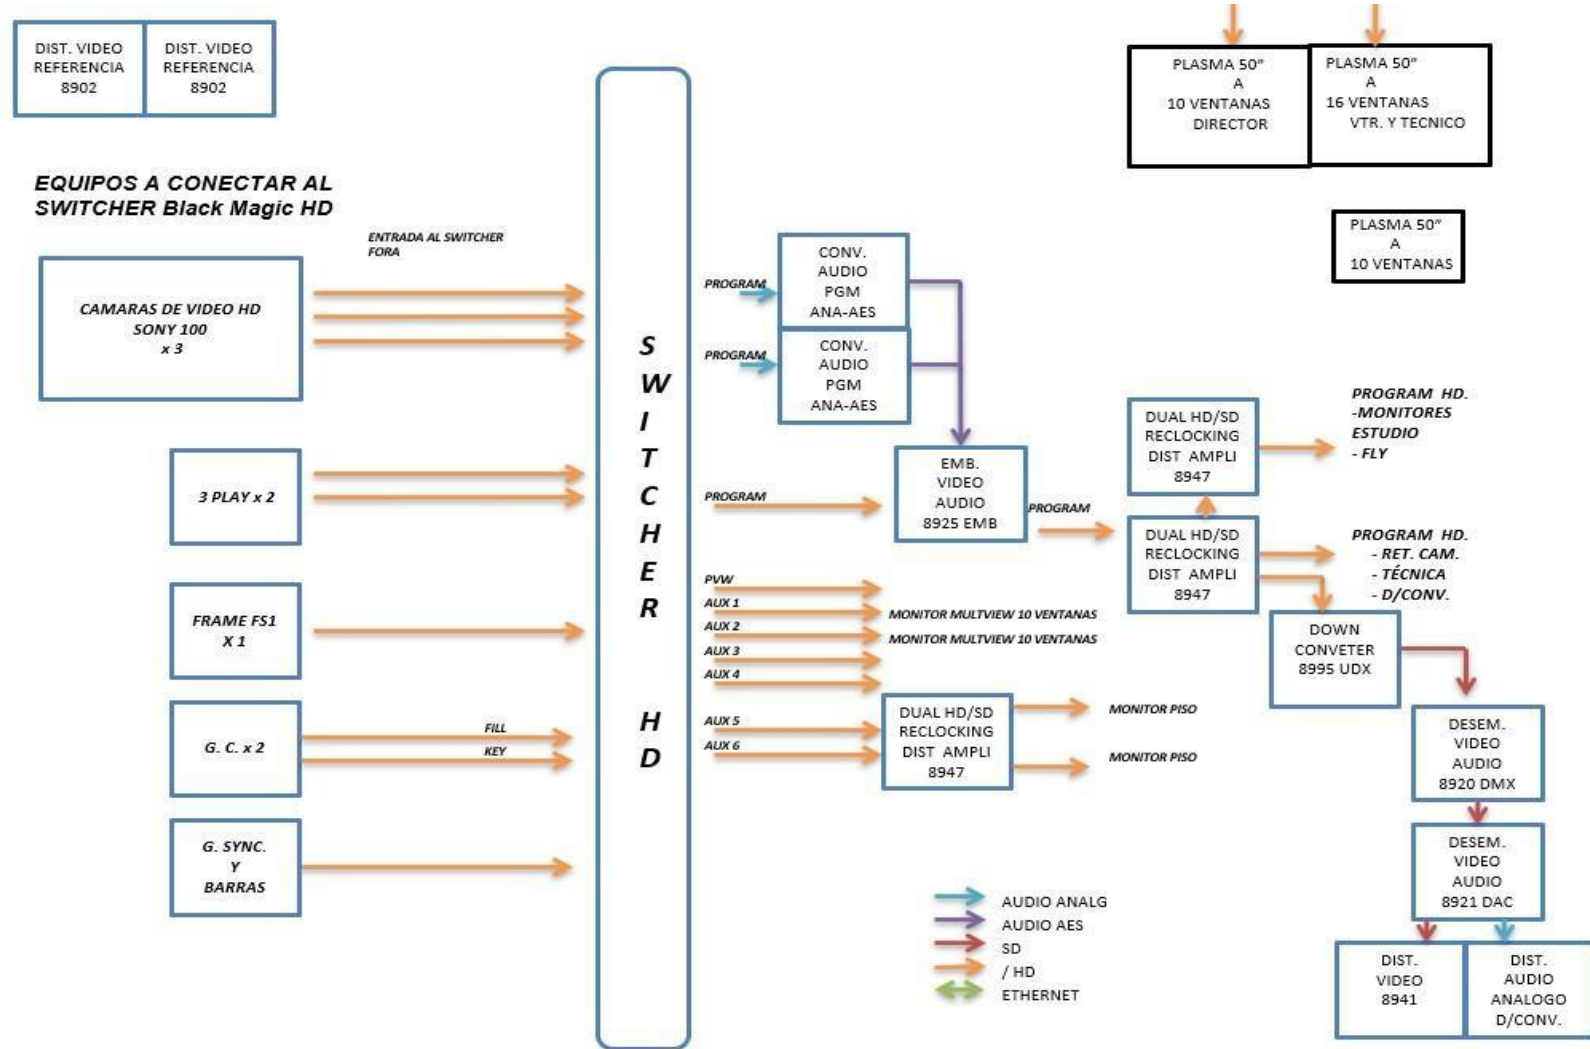 DIST. VIDEO
REFERENCIA
8902
DIST. VIDEO
REFERENCIA
8902
PLASMA 50"
A
10 VENTANAS
DIRECTOR
PLASMA 50"
A
16 VENTANAS
VTR. Y TECNICO
PLASMA 50"
A
10 VENTANAS
EQUIPOS A CONECTAR AL
SWITCHER Black Magic HD
ENTRADA AL SWITCHER
FORA
CAMARAS DE VIDEO HD
SONY 100
x 3
3 PLAY x 2
FRAME FS1
X 1
G. C. x 2
FILL
KEY
G. SYNC.
Y
BARRAS
S
W
I
T
C
H
E
R
H
D
PROGRAM
CONV.
AUDIO
PGM
ANA-AES
PROGRAM
CONV.
AUDIO
PGM
ANA-AES
PROGRAM
EMB.
VIDEO
AUDIO
8925 EMB
PROGRAM
DUAL HD/SD
RECLOCKING
DIST AMPLI
8947
PROGRAM HD.
-MONITORES
ESTUDIO
- FLY
DUAL HD/SD
RECLOCKING
DIST AMPLI
8947
PROGRAM HD.
- RET. CAM.
- TÉCNICA
- D/CONV.
PVW
AUX 1
MONITOR MULTVIEW 10 VENTANAS
AUX 2
MONITOR MULTVIEW 10 VENTANAS
AUX 3
AUX 4
AUX 5
AUX 6
DUAL HD/SD
RECLOCKING
DIST AMPLI
8947
MONITOR PISO
MONITOR PISO
DOWN
CONVETER
8995 UDX
DESEM.
VIDEO
AUDIO
8920 DMX
DESEM.
VIDEO
AUDIO
8921 DAC
DIST.
VIDEO
8941
DIST.
AUDIO
ANALOGO
D/CONV.
AUDIO ANALG
AUDIO AES
SD
/ HD
ETHERNET